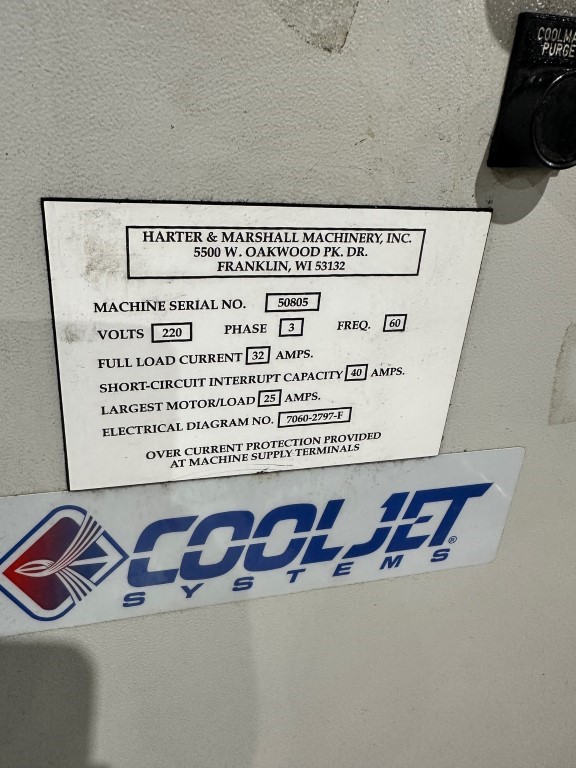 COOLMA
PURGE
HARTER & MARSHALL MACHINERY, INC.
5500 W. OAKWOOD PK. DR.
FRANKLIN, WI 53132
MACHINE SERIAL NO. 50805
VOLTS 220 PHASE 3 FREQ. 60
FULL LOAD CURRENT 32 AMPS.
SHORT-CIRCUIT INTERRUPT CAPACITY 40 AMPS.
LARGEST MOTOR/LOAD 25 AMPS.
ELECTRICAL DIAGRAM NO. 7060-2797-F
OVER CURRENT PROTECTION PROVIDED
AT MACHINE SUPPLY TERMINALS
COOLJET®
SYSTEMS